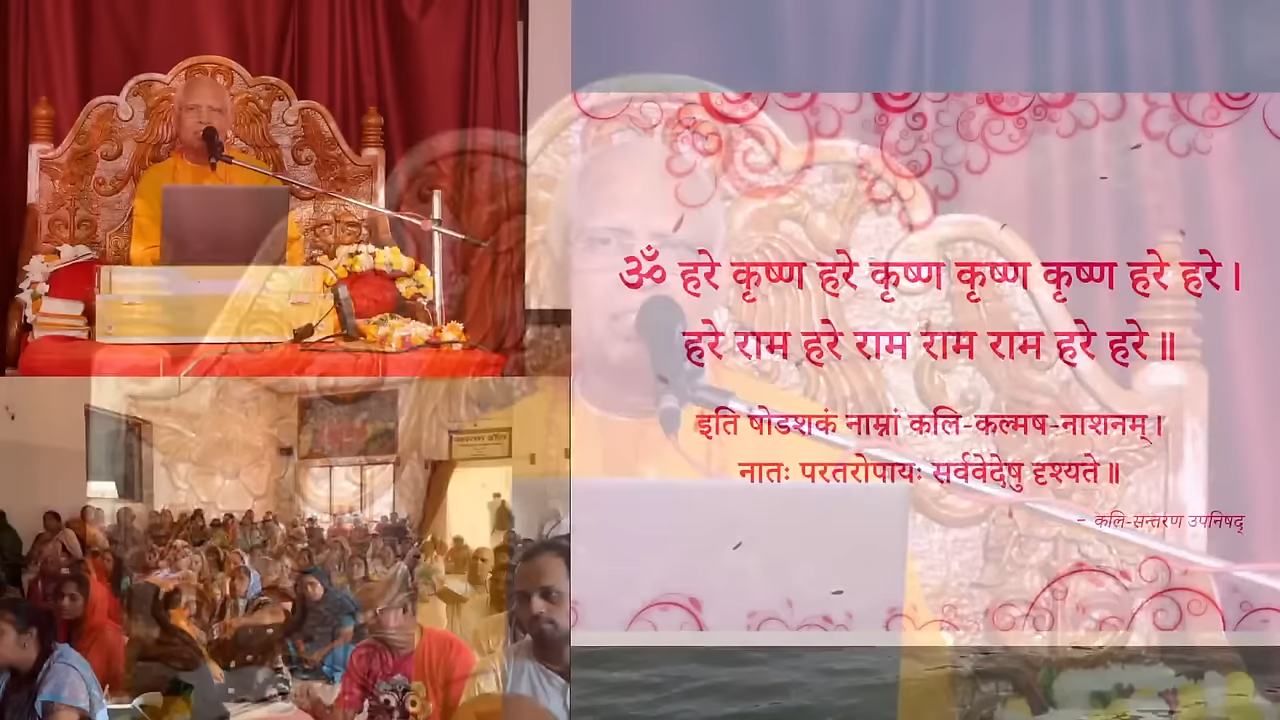 ॐ हरे कृष्ण हरे कृष्ण कृष्ण कृष्ण हरे हरे।
हरे राम हरे राम राम राम हरे हरे॥
इति षोडशकं नाम्नां कलि-कल्मष-नाशनम्।
नातः परतरोपायः सर्ववेदेषु दृश्यते॥
- कलि-सन्तरण उपनिषद्